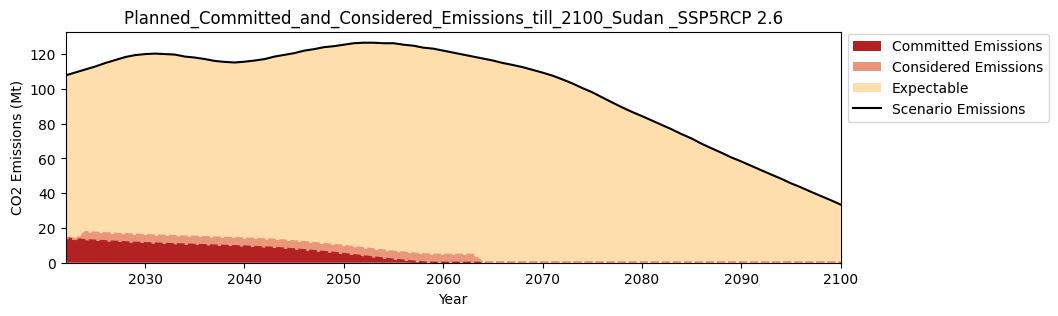 Planned_Committed_and_Considered_Emissions_till_2100_Sudan _SSP5RCP 2.6
Committed Emissions
Considered Emissions
Expectable
Scenario Emissions
CO2 Emissions (Mt)
120
100
80
60
40
20
0
2030 2040 2050 2060 2070 2080 2090 2100
Year